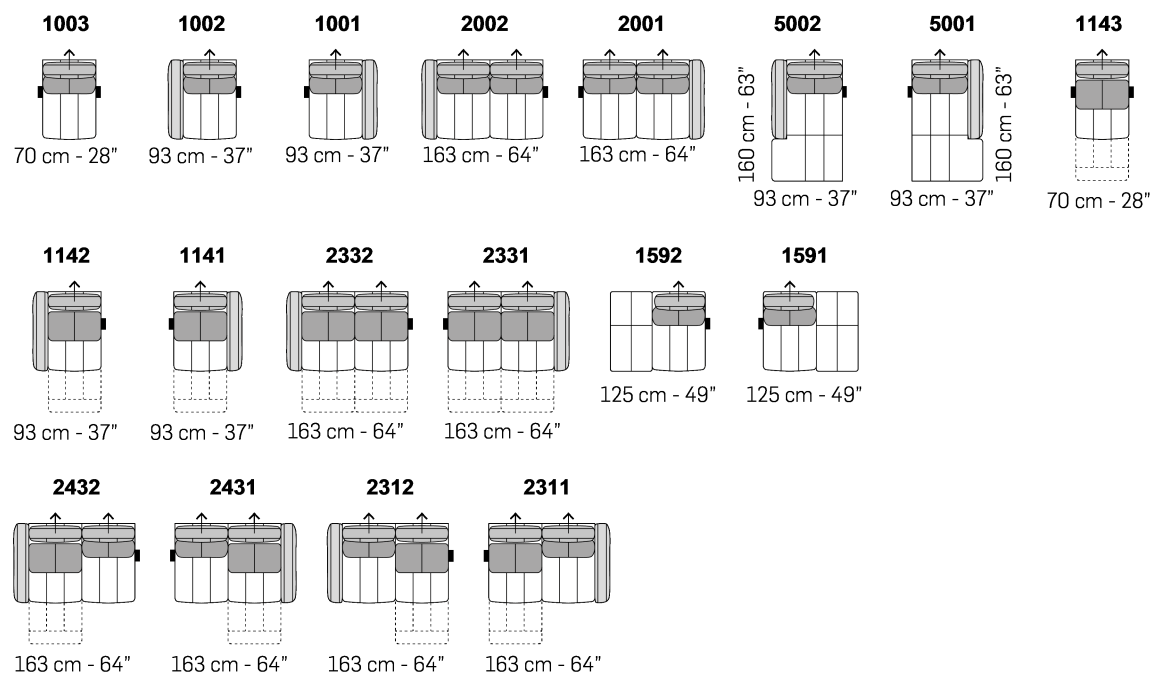 1003 1002 1001 2002 2001 5002 5001 1143
160 cm - 63” 160 cm - 63”
70 cm - 28” 93 cm - 37” 93 cm - 37” 163 cm - 64” 163 cm - 64”
93 cm - 37” 93 cm - 37” 70 cm - 28”
1142 1141 2332 2331 1592 1591
125 cm - 49” 125 cm - 49”
93 cm - 37” 93 cm - 37” 163 cm - 64” 163 cm - 64”
2432 2431 2312 2311
163 cm - 64” 163 cm - 64” 163 cm - 64” 163 cm - 64”